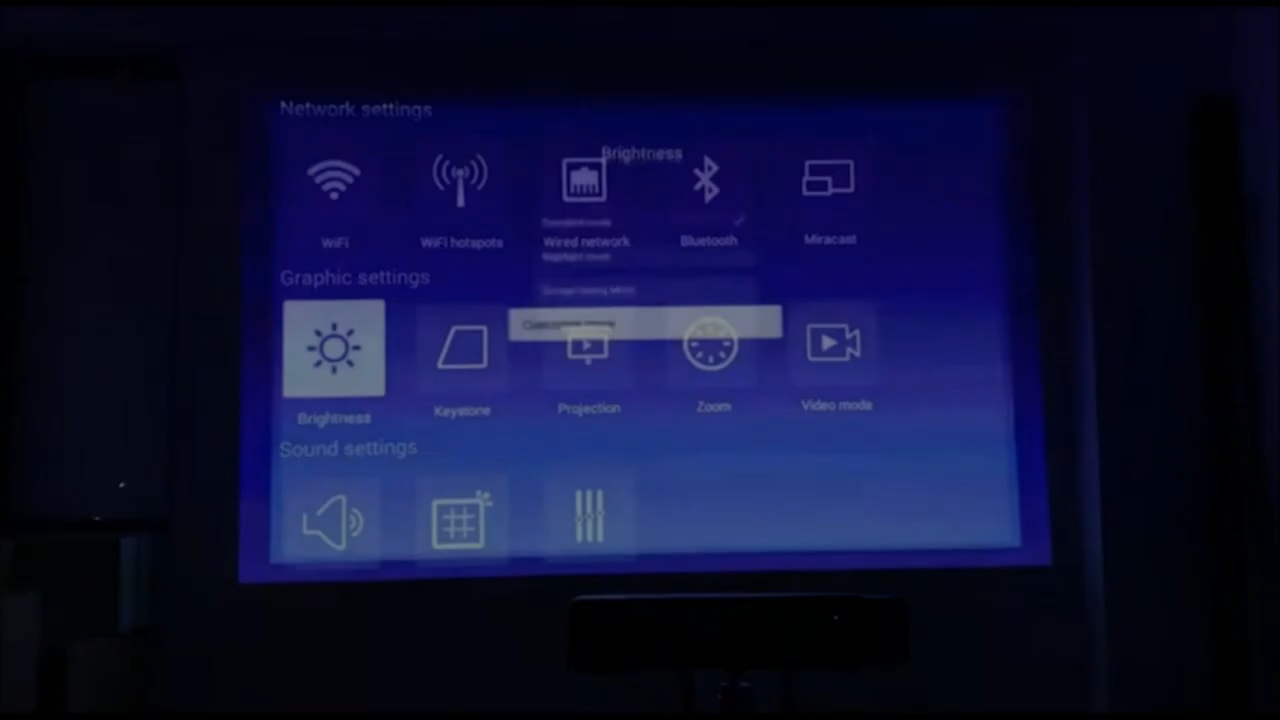 Network settings
Brightness
WiFi
WiFi hotspots
Wired network
Bluetooth
Miracast
Graphic settings
Brightness
Keystone
Projection
Zoom
Video mode
Sound settings